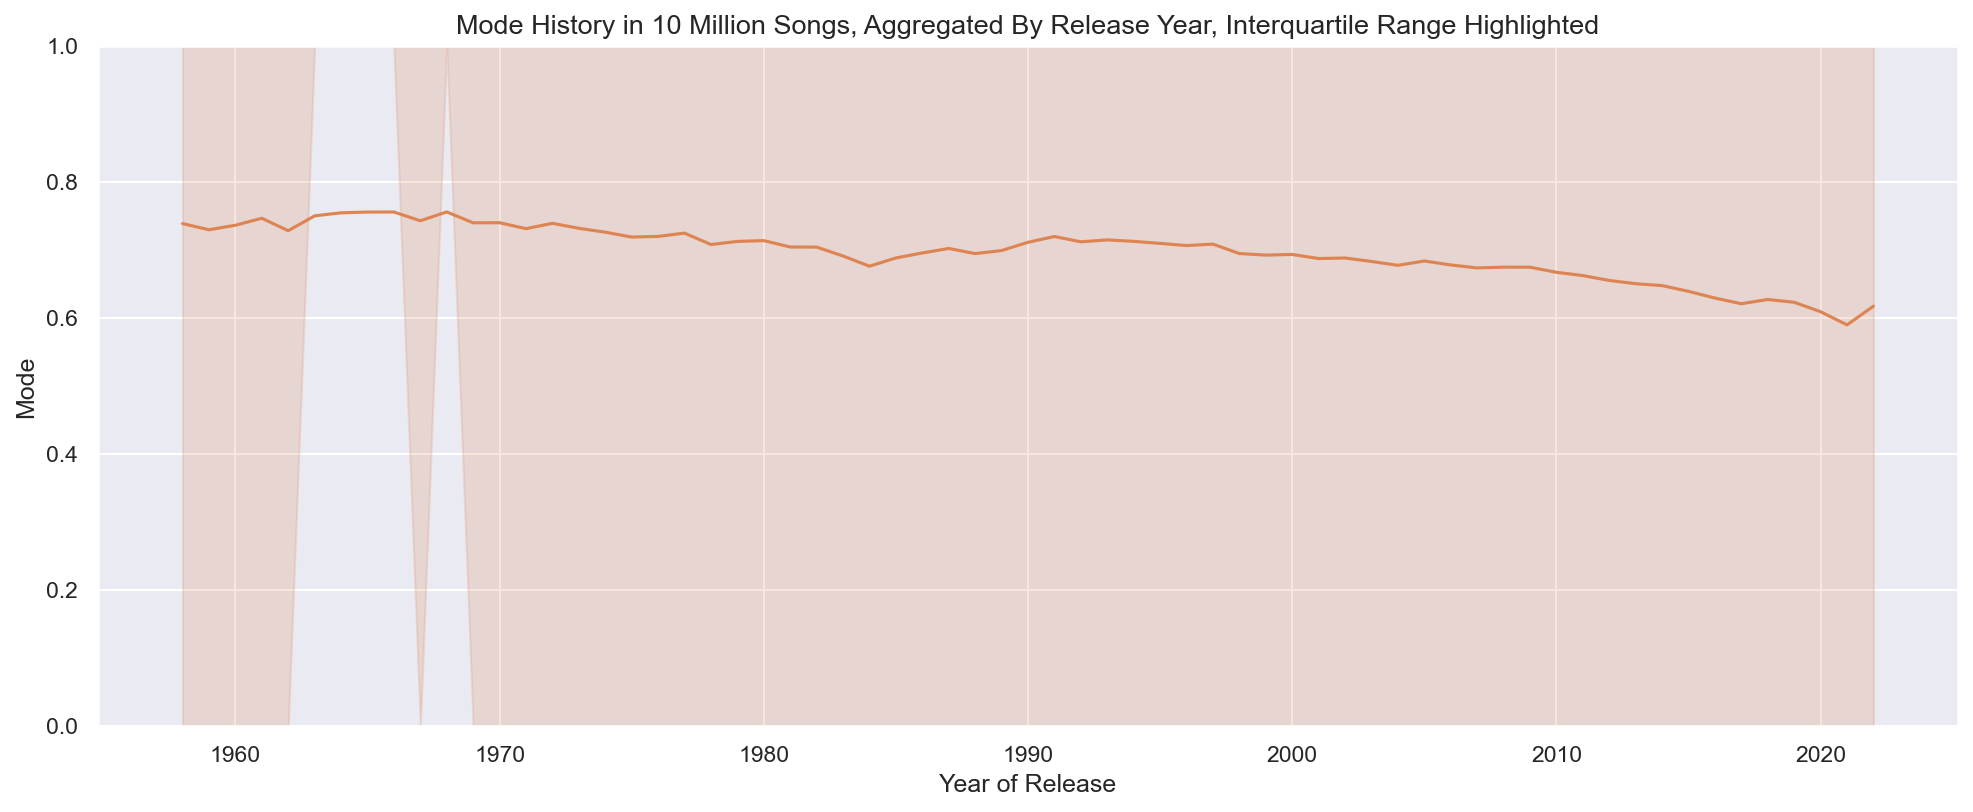 Mode History in 10 Million Songs, Aggregated By Release Year, Interquartile Range Highlighted
1.0
0.8
0.6
0.4
0.2
0.0
Mode
1960 1970 1980 1990 2000 2010 2020
Year of Release